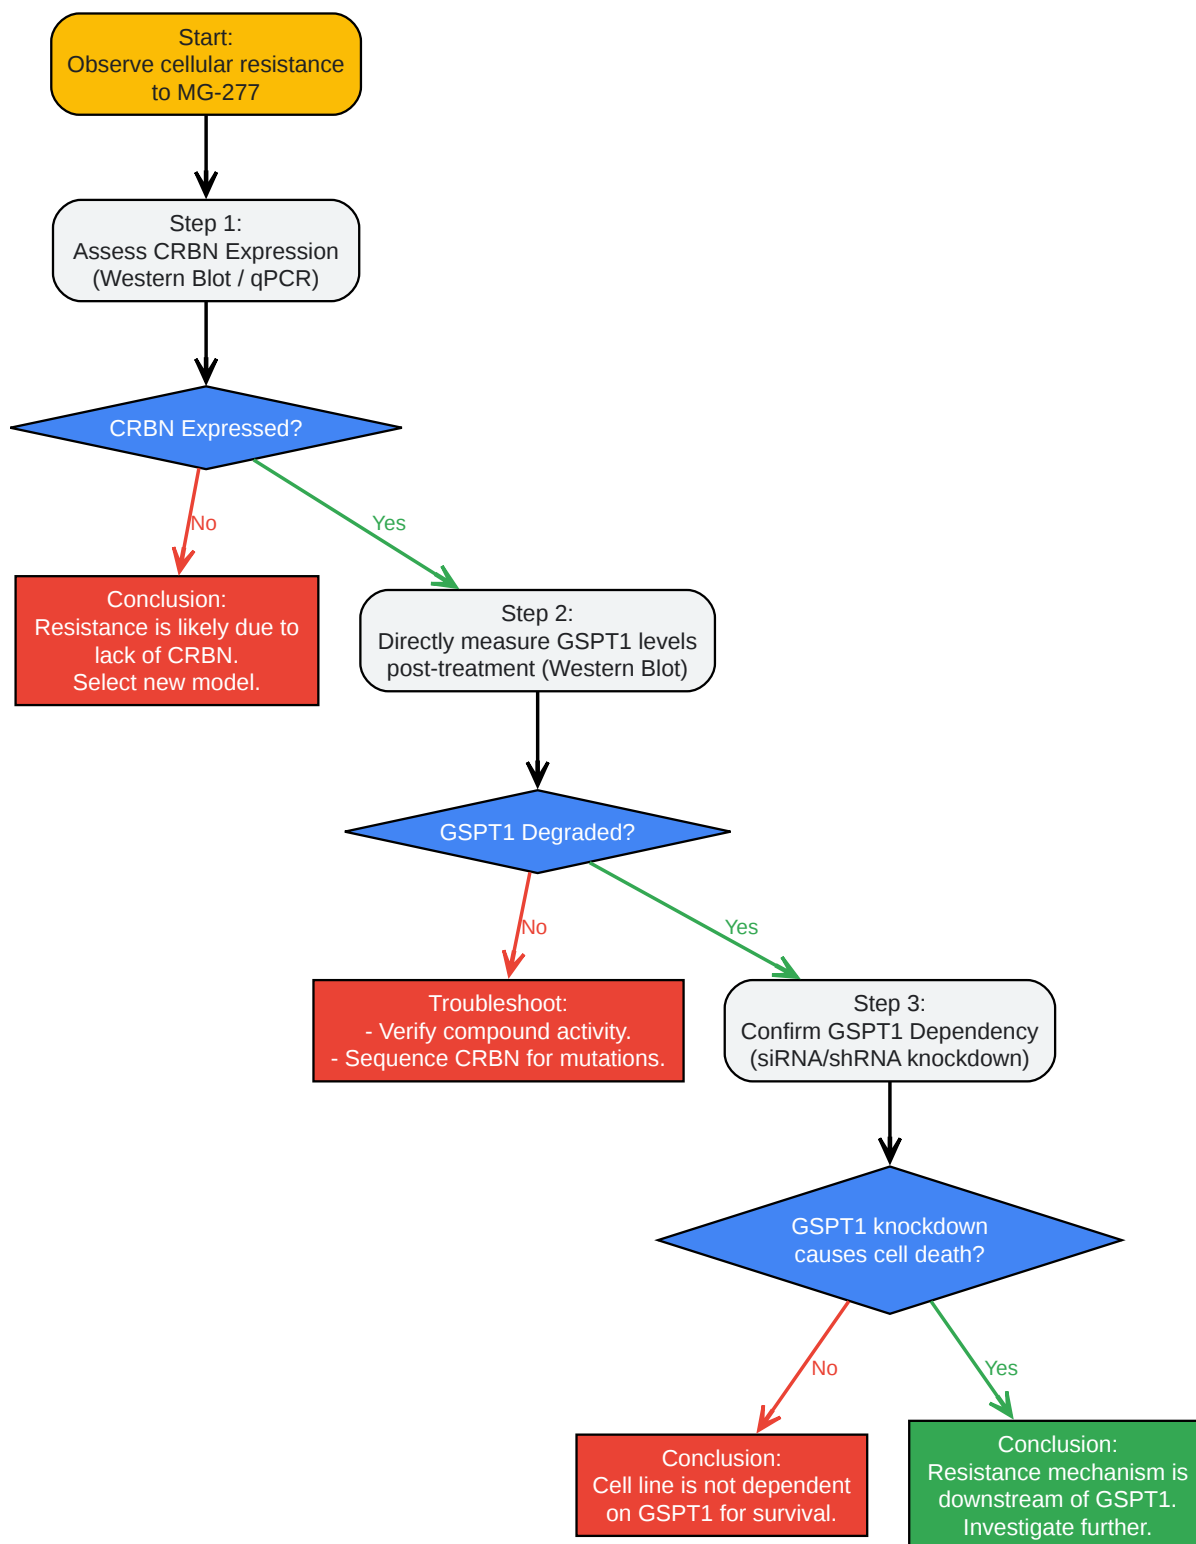 Start:
Observe cellular resistance
to MG-277
Step 1:
Assess CRBN Expression
(Western Blot / qPCR)
CRBN Expressed?
No
Yes
Conclusion:
Resistance is likely due to
lack of CRBN.
Select new model.
Step 2:
Directly measure GSPT1 levels
post-treatment (Western Blot)
GSPT1 Degraded?
No
Yes
Troubleshoot:
- Verify compound activity.
- Sequence CRBN for mutations.
Step 3:
Confirm GSPT1 Dependency
(siRNA/shRNA knockdown)
GSPT1 knockdown
causes cell death?
No
Yes
Conclusion:
Cell line is not dependent
on GSPT1 for survival.
Conclusion:
Resistance mechanism is
downstream of GSPT1.
Investigate further.